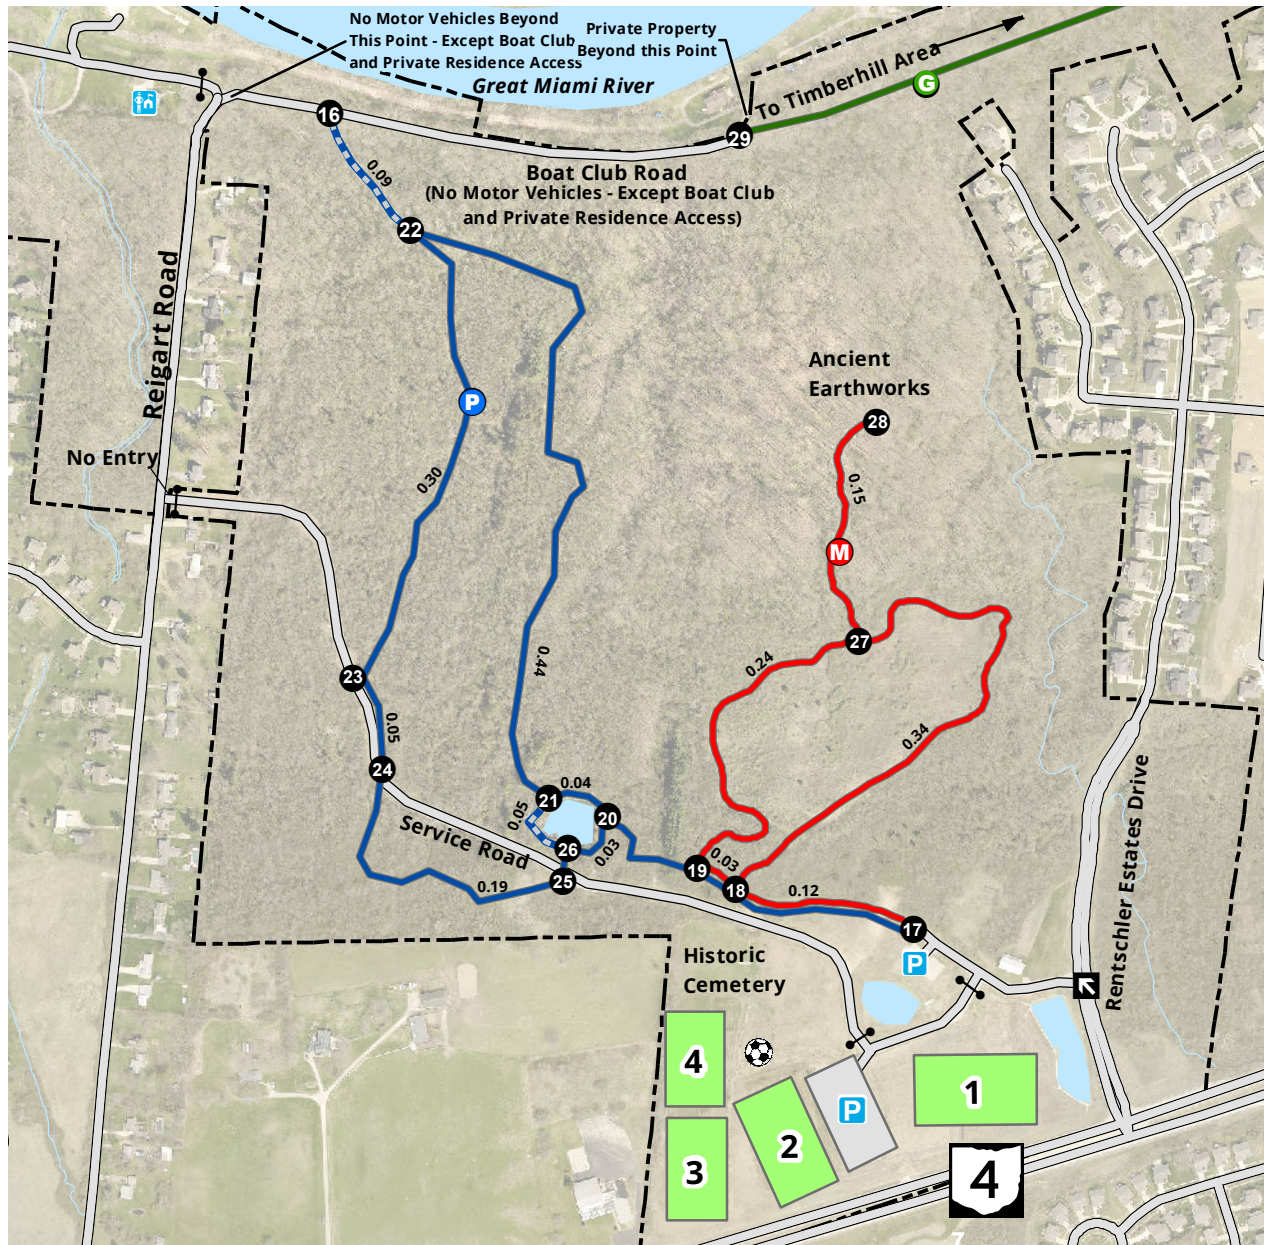 No Motor Vehicles Beyond
This Point - Except Boat Club
and Private Residence Access
Private Property
Beyond this Point
Great Miami River
To Timberhill Area
G
16
29
0.09
Boat Club Road
(No Motor Vehicles - Except Boat Club
and Private Residence Access)
22
Reigart Road
P
Ancient
Earthworks
28
No Entry
0.30
0.15
M
27
0.44
0.24
23
0.05
0.34
24
21
0.04
0.05
20
Service Road
26
0.03
19
0.03
18
25
0.19
0.12
17
P
Rentschler Estates Drive
Historic
Cemetery
4
1
P
2
3
4
7